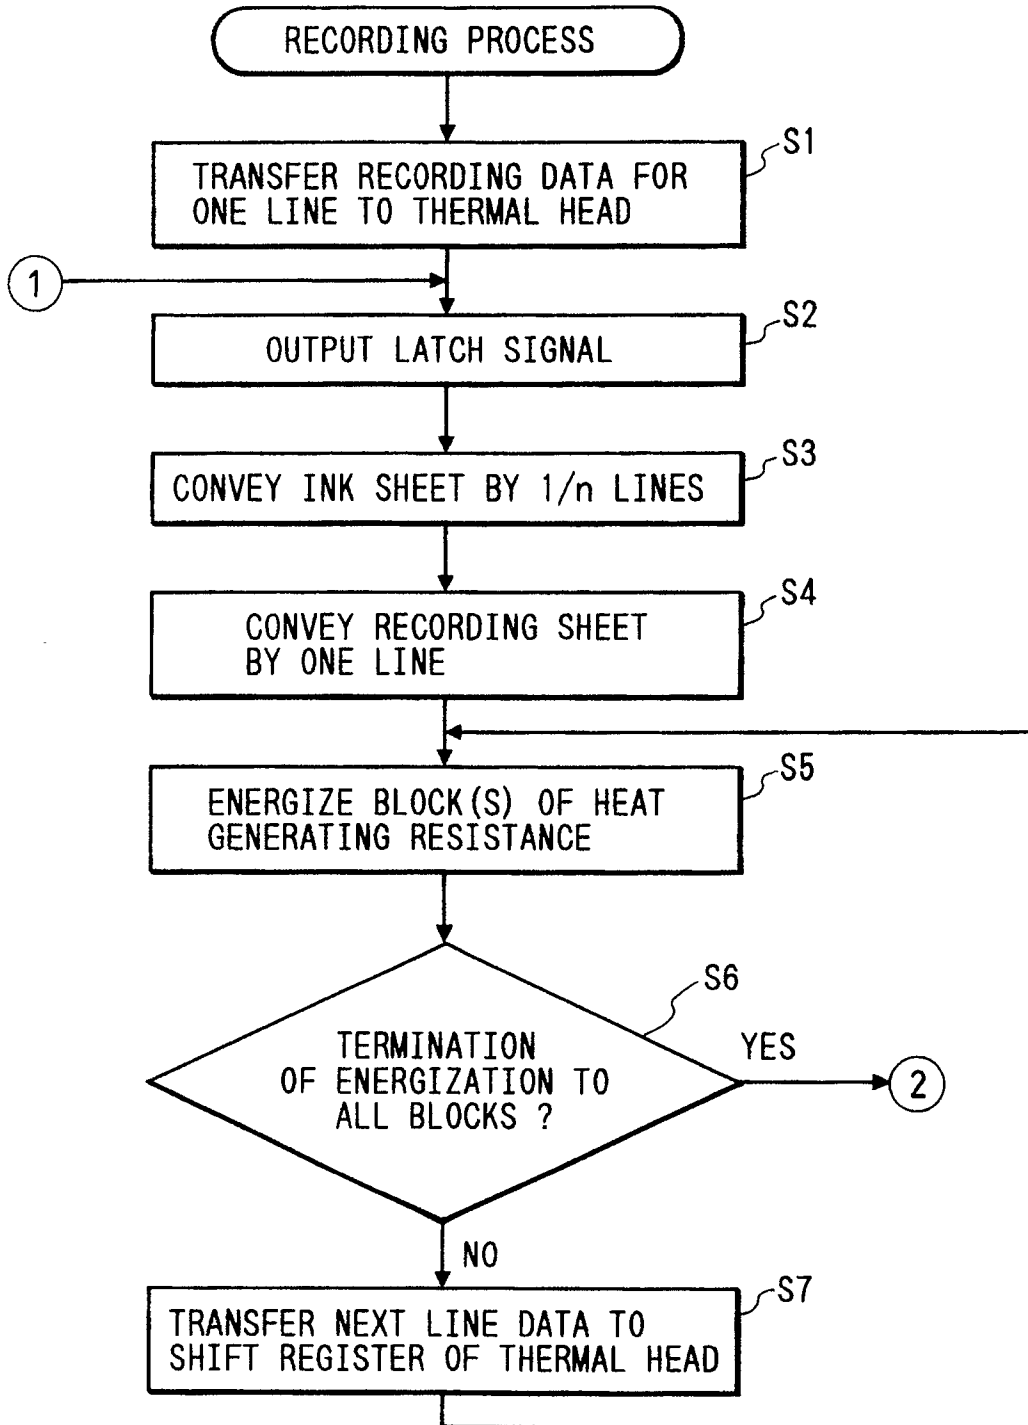 RECORDING PROCESS
S1
TRANSFER RECORDING DATA FOR
ONE LINE TO THERMAL HEAD
1
S2
OUTPUT LATCH SIGNAL
S3
CONVEY INK SHEET BY 1/n LINES
S4
CONVEY RECORDING SHEET
BY ONE LINE
S5
ENERGIZE BLOCK(S) OF HEAT
GENERATING RESISTANCE
S6
TERMINATION
OF ENERGIZATION TO
ALL BLOCKS ?
YES
2
NO
S7
TRANSFER NEXT LINE DATA TO
SHIFT REGISTER OF THERMAL HEAD